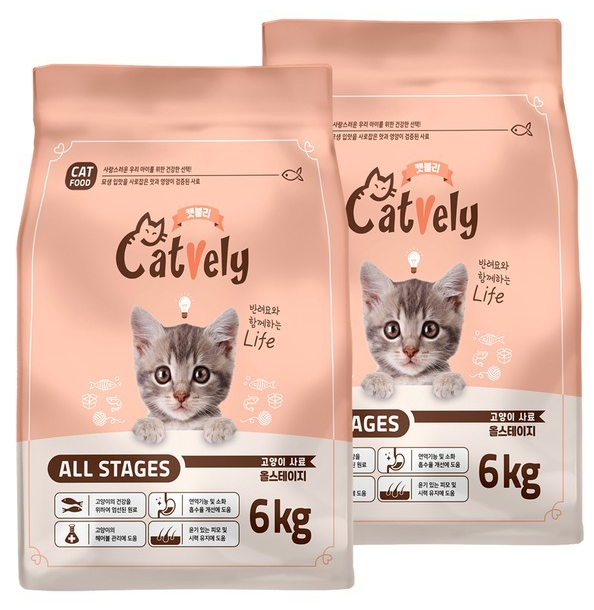 CAT
FOOD
사랑스러운 우리 아이를 위한 건강한 선택!
묘생 입맛을 사로잡은 맛과 영양이 검증된 사료
캣블리
Catvely
반려묘와
함께하는
Life
ALL STAGES
고양이 사료
올스테이지
고양이의 건강을
위하여 엄선된 원료
면역기능 및 소화
흡수율 개선에 도움
고양이의
헤어볼 관리에 도움
윤기 있는 피모 및
시력 유지에 도움
6kg
사랑스러운 우리 아이를 위한 건강한 선택!
묘생 입맛을 사로잡은 맛과 영양이 검증된 사료
캣블리
Catvely
반려묘와
함께하는
Life
AGES
고양이 사료
올스테이지
강을
원료
면역기능 및 소화
흡수율 개선에 도움
도움
윤기 있는 피모 및
시력 유지에 도움
6kg